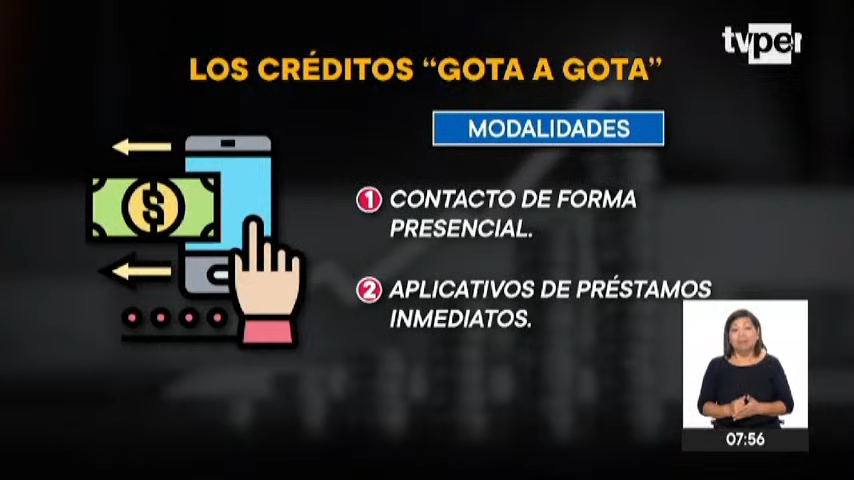 tvperú
LOS CRÉDITOS “GOTA A GOTA”
MODALIDADES
1 CONTACTO DE FORMA
PRESENCIAL.
2 APLICATIVOS DE PRÉSTAMOS
INMEDIATOS.
$
07:56